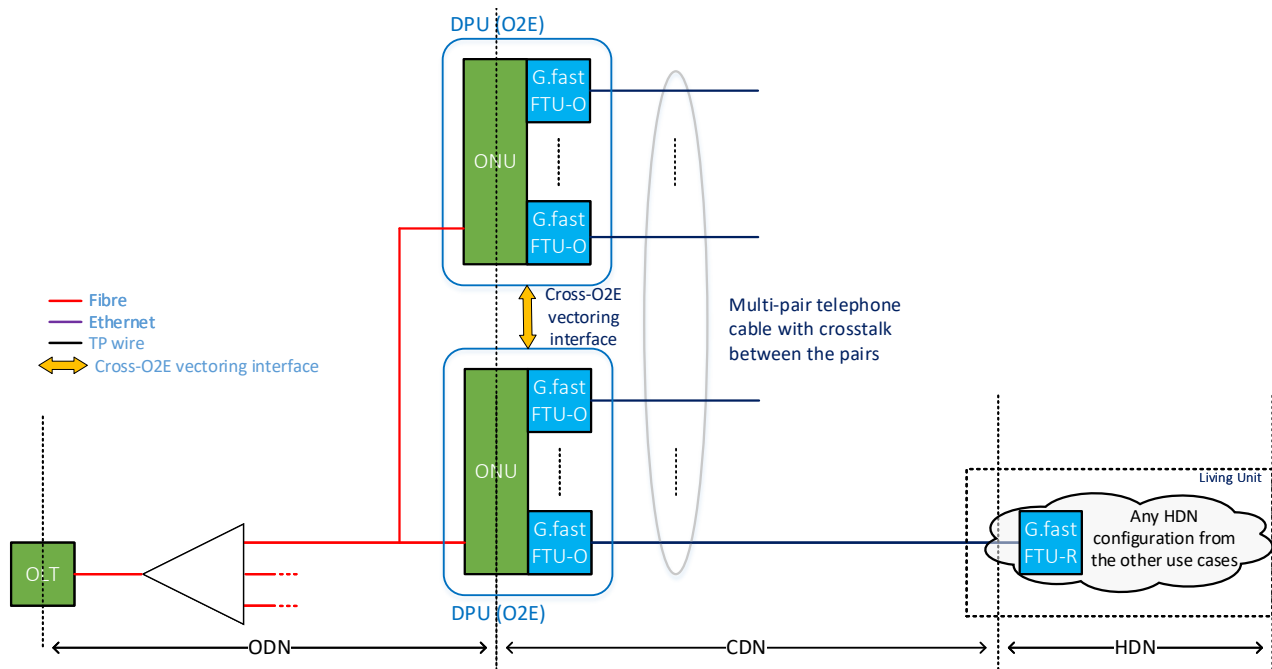 DPU (O2E)
G.fast
FTU-O
ONU
G.fast
FTU-O
Cross-O2E
vectoring
interface
Fibre
Ethernet
TP wire
Cross-O2E vectoring interface
Multi-pair telephone
cable with crosstalk
between the pairs
G.fast
FTU-O
ONU
G.fast
FTU-O
DPU (O2E)
OLT
Living Unit
G.fast
FTU-R
Any HDN
configuration from
the other use cases
ODN
CDN
HDN